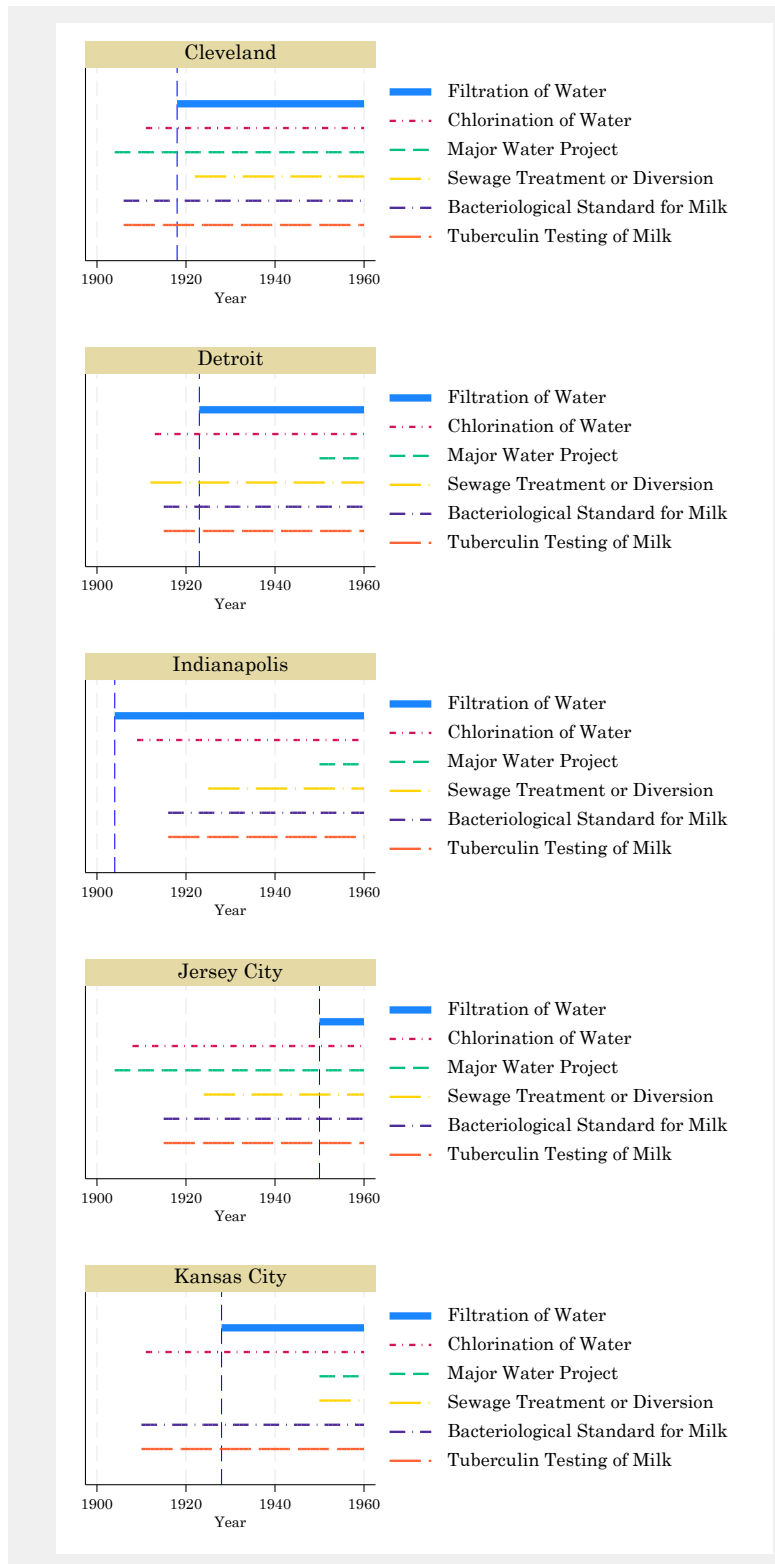 Cleveland
Filtration of Water
Chlorination of Water
Major Water Project
Sewage Treatment or Diversion
Bacteriological Standard for Milk
Tuberculin Testing of Milk
1900 1920 1940 1960
Year
Detroit
Filtration of Water
Chlorination of Water
Major Water Project
Sewage Treatment or Diversion
Bacteriological Standard for Milk
Tuberculin Testing of Milk
1900 1920 1940 1960
Year
Indianapolis
Filtration of Water
Chlorination of Water
Major Water Project
Sewage Treatment or Diversion
Bacteriological Standard for Milk
Tuberculin Testing of Milk
1900 1920 1940 1960
Year
Jersey City
Filtration of Water
Chlorination of Water
Major Water Project
Sewage Treatment or Diversion
Bacteriological Standard for Milk
Tuberculin Testing of Milk
1900 1920 1940 1960
Year
Kansas City
Filtration of Water
Chlorination of Water
Major Water Project
Sewage Treatment or Diversion
Bacteriological Standard for Milk
Tuberculin Testing of Milk
1900 1920 1940 1960
Year